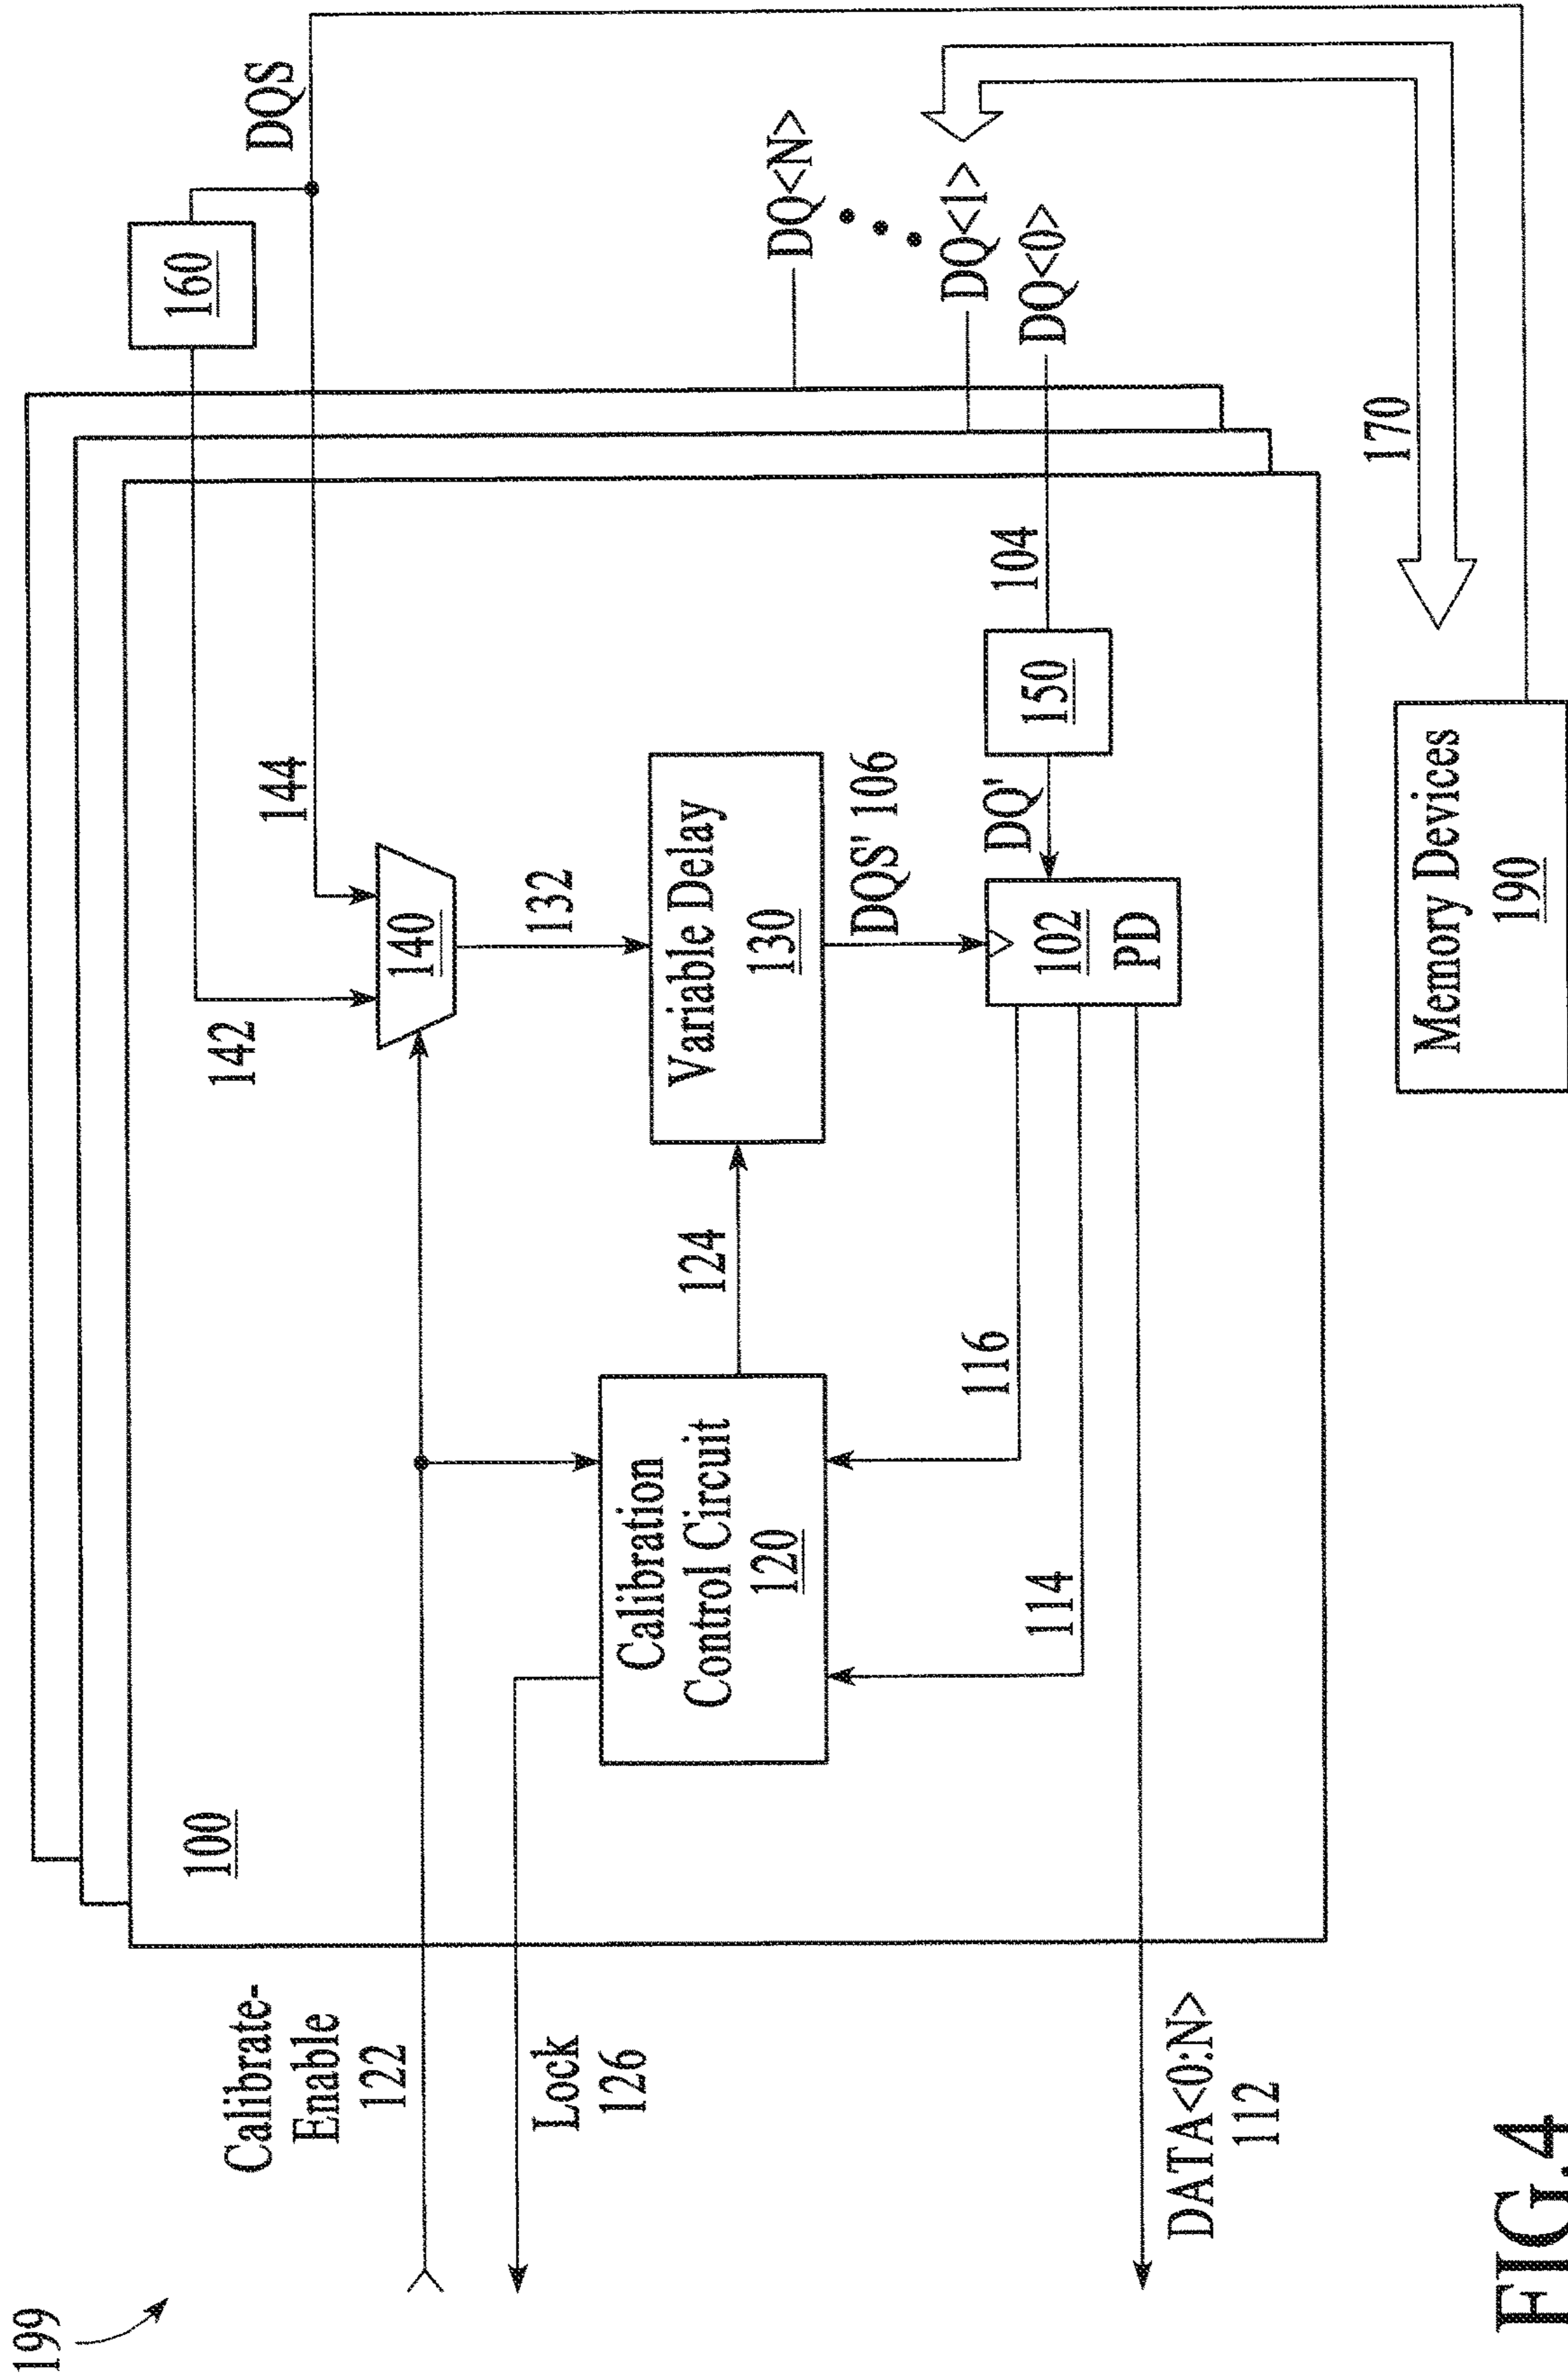 199
Calibrate-
Enable
122
Lock
126
DATA<0:N>
112
100
Calibration
Control Circuit
120
114
116
124
142
144
140
132
Variable Delay
130
DQS' 106
102
PD
DQ'
150
104
160
DQS
DQ<N>
DQ<1>
DQ<0>
170
Memory Devices
190
FIG.4